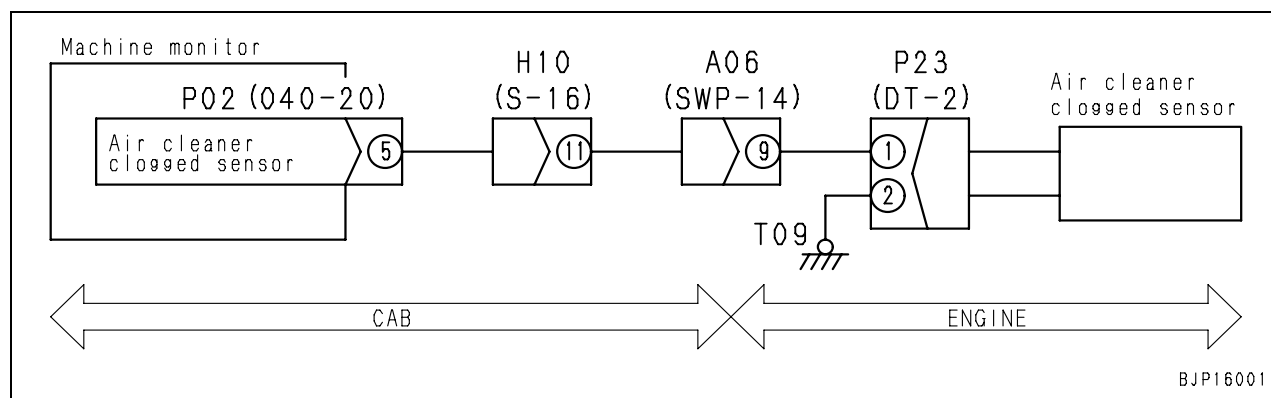 Machine monitor
P02 (040-20)
Air cleaner
clogged sensor
5
H10
(S-16)
11
A06
(SWP-14)
9
P23
(DT-2)
1
2
T09
Air cleaner
clogged sensor
CAB
ENGINE
BJP16001